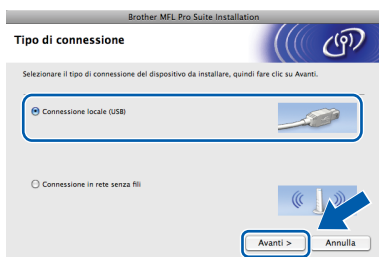 Brother MFL Pro Suite Installation
Tipo di connessione
Selezionare il tipo di connessione del dispositivo da installare, quindi fare clic su Avanti.
Connessione locale (USB)
Connessione in rete senza fili
Avanti >
Annulla